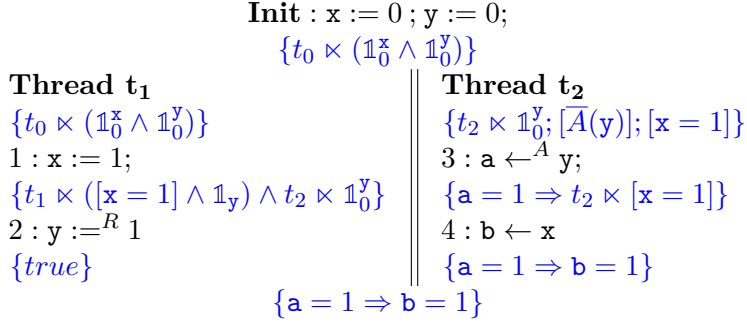 Init : x := 0 ; y := 0;
{t₀ ⋉ (𝟙₀ˣ ∧ 𝟙₀ʸ)}
Thread t₁
{t₀ ⋉ (𝟙₀ˣ ∧ 𝟙₀ʸ)}
1 : x := 1;
{t₁ ⋉ ([x = 1] ∧ 𝟙_y) ∧ t₂ ⋉ 𝟙₀ʸ}
2 : y :=ᴿ 1
{true}
Thread t₂
{t₂ ⋉ 𝟙₀ʸ; [A̅(y)]; [x = 1]}
3 : a ←ᴬ y;
{a = 1 ⇒ t₂ ⋉ [x = 1]}
4 : b ← x
{a = 1 ⇒ b = 1}
{a = 1 ⇒ b = 1}